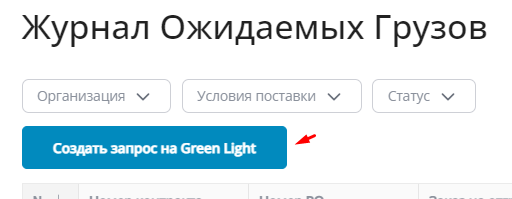 Журнал Ожидаемых Грузов
Организация Условия поставки Статус
Создать запрос на Green Light